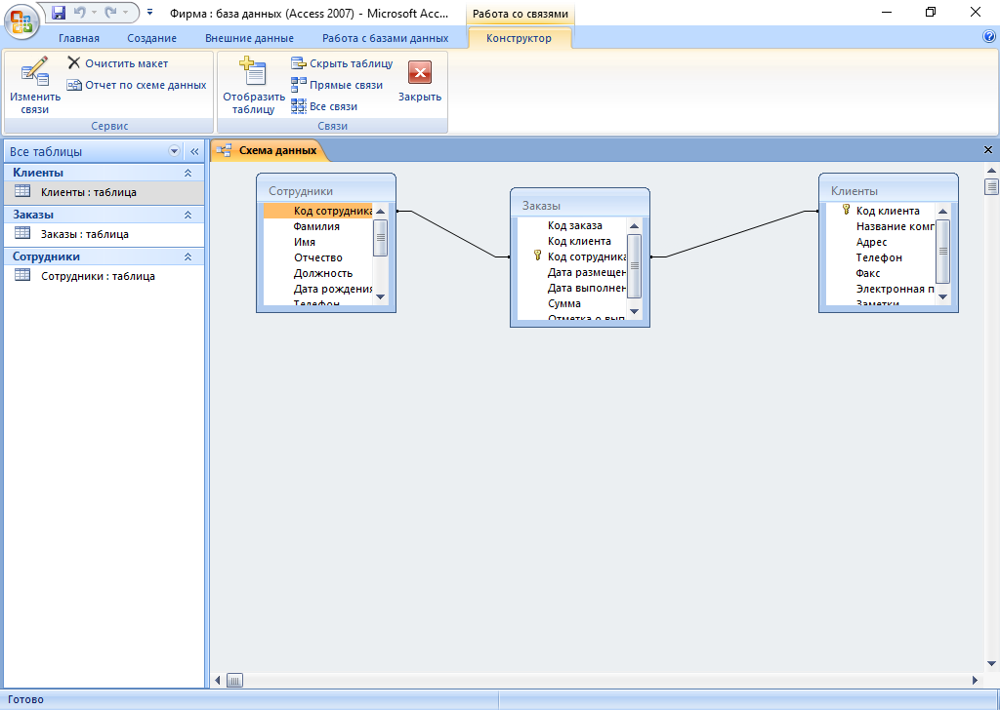 Фирма : база данных (Access 2007) - Microsoft Acc...
Работа со связями
Главная
Создание
Внешние данные
Работа с базами данных
Конструктор
Изменить
связи
Очистить макет
Отчет по схеме данных
Сервис
Отобразить
таблицу
Скрыть таблицу
Прямые связи
Все связи
Закрыть
Связи
Все таблицы
Клиенты
Клиенты : таблица
Заказы
Заказы : таблица
Сотрудники
Сотрудники : таблица
Схема данных
Сотрудники
Код сотрудника
Фамилия
Имя
Отчество
Должность
Дата рождения
Телефон
Заказы
Код заказа
Код клиента
Код сотрудника
Дата размещен
Дата выполнен
Сумма
Отметка о вып
Клиенты
Код клиента
Название комп
Адрес
Телефон
Факс
Электронная п
Заметки
Готово